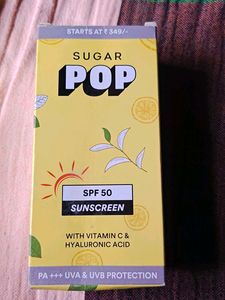 STARTS AT ₹ 349/-
SUGAR
POP
SPF 50
SUNSCREEN
WITH VITAMIN C &
HYALURONIC ACID
PA +++ UVA & UVB PROTECTION